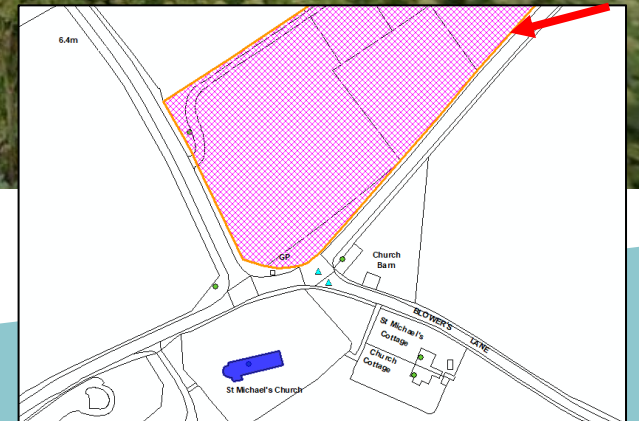 6.4m
GP
Church
Barn
BLOWER'S
LANE
St Michael's
Cottage
Church
Cottage
St Michael's Church